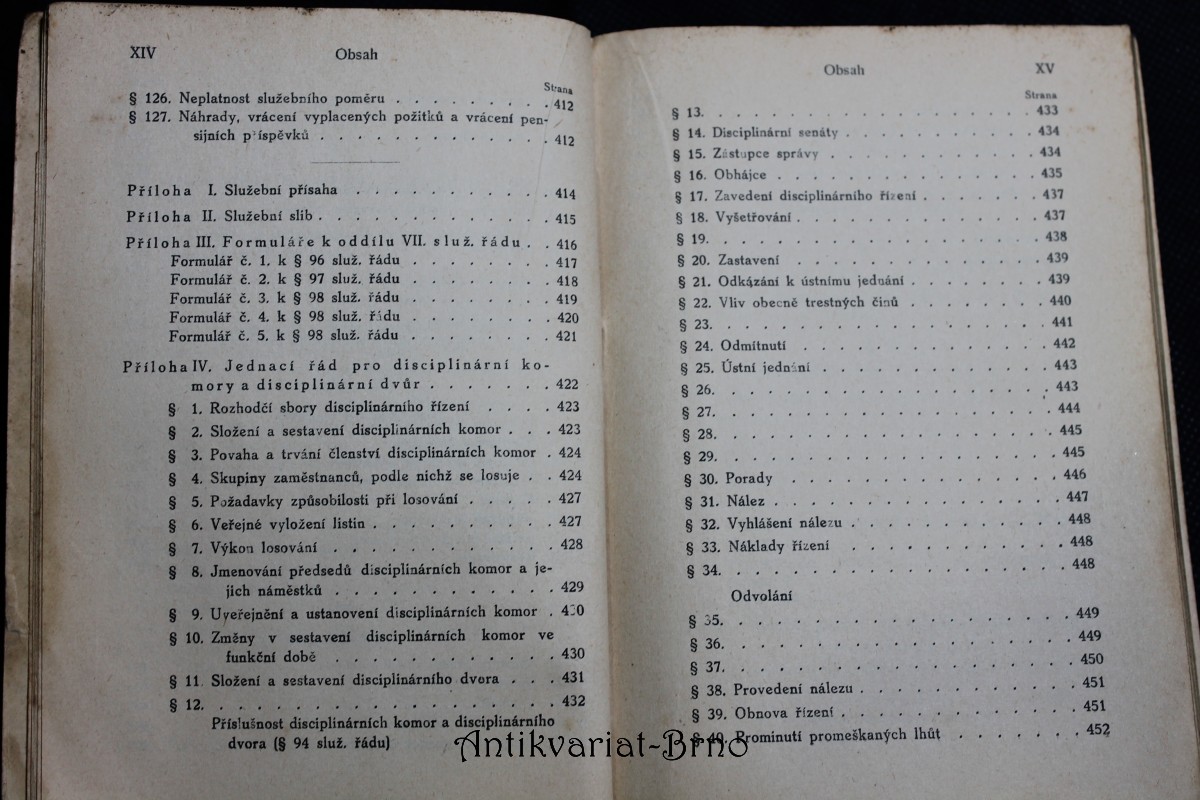 XIV
Obsah
Strana
§ 126. Neplatnost služebního poměru . . . . . . . . . 412
§ 127. Náhrady, vrácení vyplacených požitků a vrácení pen-
sijních příspěvků . . . . . . . . . . . . . 412
Příloha I. Služební přísaha . . . . . . . . . . . 414
Příloha II. Služební slib . . . . . . . . . . . . . 415
Příloha III. Formuláře k oddílu VII. služ. řádu . . 416
Formulář č. 1. k § 96 služ. řádu . . . . . . . . 417
Formulář č. 2. k § 97 služ. řádu . . . . . . . . 418
Formulář č. 3. k § 98 služ. řádu . . . . . . . . 419
Formulář č. 4. k § 98 služ. řádu . . . . . . . . 420
Formulář č. 5. k § 98 služ. řádu . . . . . . . . 421
Příloha IV. Jednací řád pro disciplinární ko-
mory a disciplinární dvůr . . . . . . . 422
§ 1. Rozhodčí sbory disciplinárního řízení . . . . 423
§ 2. Složení a sestavení disciplinárních komor . . . 423
§ 3. Povaha a trvání členství disciplinárních komor . 424
§ 4. Skupiny zaměstnanců, podle nichž se losuje . . 424
§ 5. Požadavky způsobilosti při losování . . . . . 427
§ 6. Veřejné vyložení listin . . . . . . . . . . 427
§ 7. Výkon losování . . . . . . . . . . . . 428
§ 8. Jmenování předsedů disciplinárních komor a je-
jich náměstků . . . . . . . . . . . . 429
§ 9. Uveřejnění a ustanovení disciplinárních komor . 430
§ 10. Změny v sestavení disciplinárních komor ve
funkční době . . . . . . . . . . . . 430
§ 11. Složení a sestavení disciplinárního dvora . . . 431
§ 12. . . . . . . . . . . . . . . . . . . 432
Příslušnost disciplinárních komor a disciplinárního
dvora (§ 94 služ. řádu)
Obsah
XV
Strana
§ 13. . . . . . . . . . . . . . . . . . 433
§ 14. Disciplinární senáty . . . . . . . . . . 434
§ 15. Zástupce správy . . . . . . . . . . . 434
§ 16. Obhájce . . . . . . . . . . . . . . 435
§ 17. Zavedení disciplinárního řízení . . . . . . 437
§ 18. Vyšetřování . . . . . . . . . . . . . 437
§ 19. . . . . . . . . . . . . . . . . . 438
§ 20. Zastavení . . . . . . . . . . . . . 439
§ 21. Odkázání k ústnímu jednání . . . . . . . 439
§ 22. Vliv obecně trestných činů . . . . . . . 440
§ 23. . . . . . . . . . . . . . . . . . 441
§ 24. Odmítnutí . . . . . . . . . . . . . 442
§ 25. Ústní jednání . . . . . . . . . . . . 443
§ 26. . . . . . . . . . . . . . . . . . 443
§ 27. . . . . . . . . . . . . . . . . . 444
§ 28. . . . . . . . . . . . . . . . . . 445
§ 29. . . . . . . . . . . . . . . . . . 445
§ 30. Porady . . . . . . . . . . . . . . 446
§ 31. Nález . . . . . . . . . . . . . . . 447
§ 32. Vyhlášení nálezu . . . . . . . . . . . 448
§ 33. Náklady řízení . . . . . . . . . . . 448
§ 34. . . . . . . . . . . . . . . . . . 448
Odvolání
§ 35. . . . . . . . . . . . . . . . . . 449
§ 36. . . . . . . . . . . . . . . . . . 449
§ 37. . . . . . . . . . . . . . . . . . 450
§ 38. Provedení nálezu . . . . . . . . . . . 451
§ 39. Obnova řízení . . . . . . . . . . . . 451
§ 40. Prominutí promeškaných lhůt . . . . . . . 452
Antikvariat-Brno